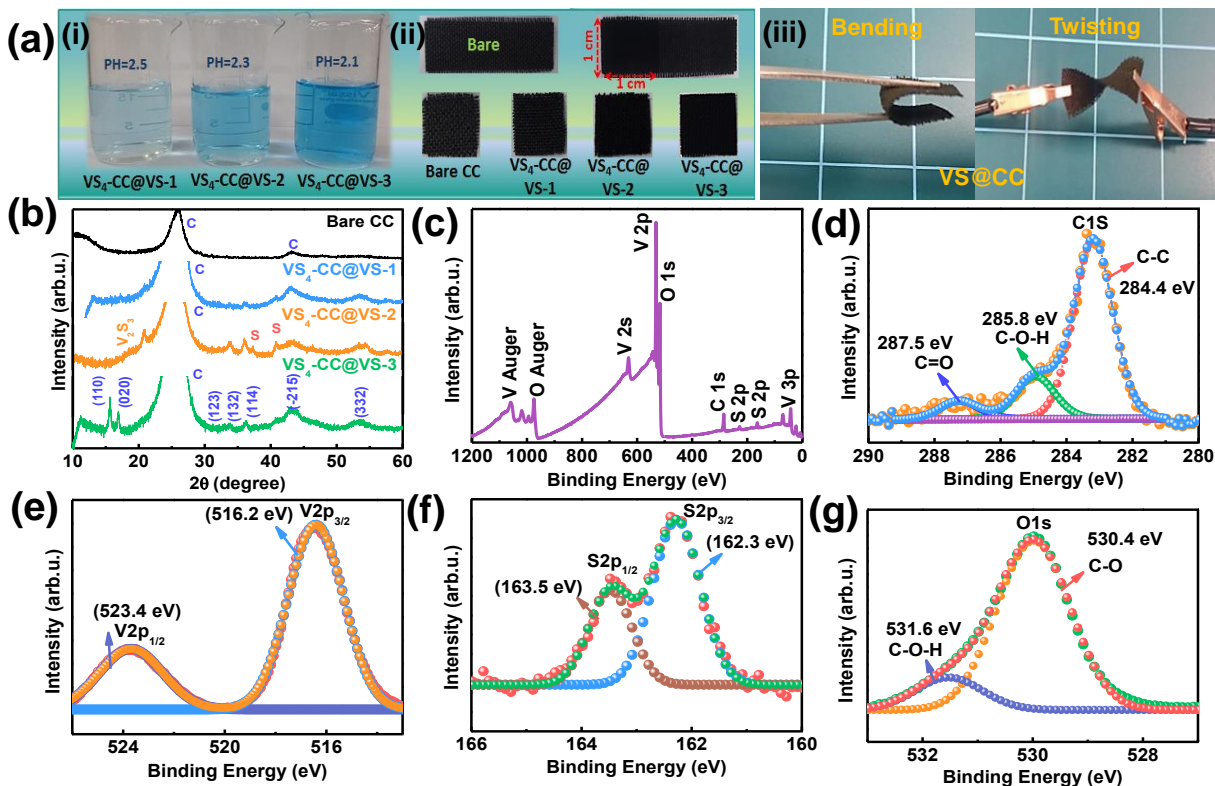 (a)
(i)
PH=2.5
PH=2.3
PH=2.1
VS₄-CC@VS-1
VS₄-CC@VS-2
VS₄-CC@VS-3
(ii)
Bare
1 cm
1 cm
Bare CC
VS₄-CC@
VS-1
VS₄-CC@
VS-2
VS₄-CC@
VS-3
(iii)
Bending
Twisting
VS@CC
(b)
Intensity (arb.u.)
C
C
Bare CC
C
VS₄-CC@VS-1
V₂S₃
C
S
S
VS₄-CC@VS-2
C
VS₄-CC@VS-3
(110)
(020)
(123)
(132)
(114)
(-215)
(332)
10 20 30 40 50 60
2θ (degree)
(c)
Intensity (arb.u.)
V Auger
O Auger
V 2s
V 2p
O 1s
C 1s
S 2p
S 2p
V 3p
1200 1000 800 600 400 200 0
Binding Energy (eV)
(d)
Intensity (arb.u.)
C1S
C-C
284.4 eV
285.8 eV
C-O-H
287.5 eV
C=O
290 288 286 284 282 280
Binding Energy (eV)
(e)
Intensity (arb.u.)
(516.2 eV)
V2p₃/₂
(523.4 eV)
V2p₁/₂
524 520 516
Binding Energy (eV)
(f)
Intensity (arb.u.)
S2p₃/₂
(162.3 eV)
S2p₁/₂
(163.5 eV)
166 164 162 160
Binding Energy (eV)
(g)
Intensity (arb.u.)
O1s
530.4 eV
C-O
531.6 eV
C-O-H
532 530 528
Binding Energy (eV)